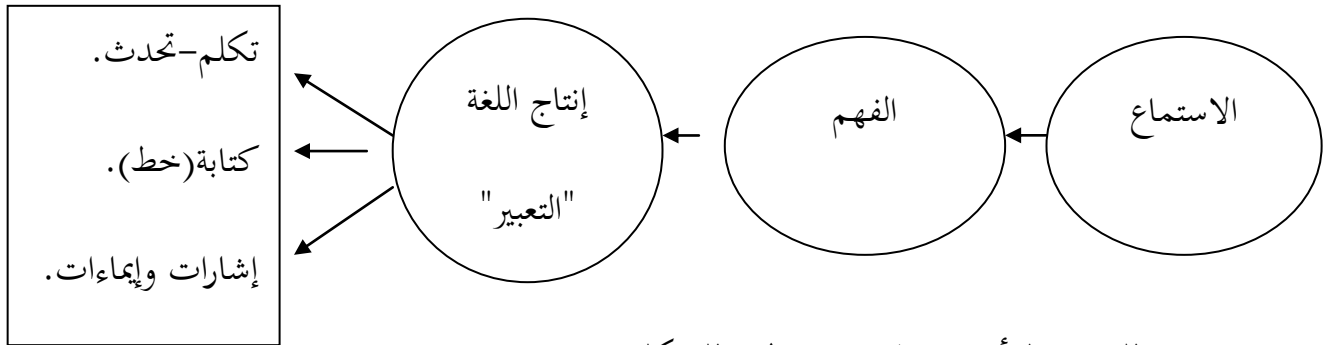 الاستماع
الفهم
إنتاج اللغة
"التعبير"
تكلم-تحدث.
كتابة(خط).
إشارات وإيماءات.